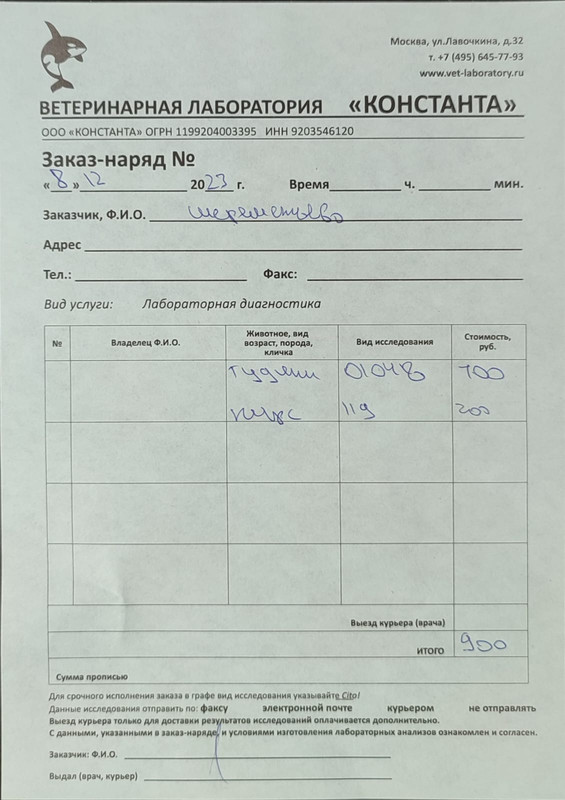 Москва, ул.Лавочкина, д.32
т. +7 (495) 645-77-93
www.vet-laboratory.ru
ВЕТЕРИНАРНАЯ ЛАБОРАТОРИЯ «КОНСТАНТА»
ООО «КОНСТАНТА» ОГРН 1199204003395 ИНН 9203546120
Заказ-наряд №
«8» 12 2023 г. Время ч. мин.
Заказчик, Ф.И.О. шереметьево
Адрес
Тел.: Факс:
Вид услуги: Лабораторная диагностика
№ Владелец Ф.И.О. Животное, вид возраст, порода, кличка Вид исследования Стоимость, руб.
01048 700
119 200
Выезд курьера (врача)
ИТОГО 900
Сумма прописью
Для срочного исполнения заказа в графе вид исследования указывайте Cito!
Данные исследования отправить по: факсу электронной почте курьером не отправлять
Выезд курьера только для доставки результатов исследований оплачивается дополнительно.
С данными, указанными в заказ-наряде, и условиями изготовления лабораторных анализов ознакомлен и согласен.
Заказчик: Ф.И.О.
Выдал (врач, курьер)